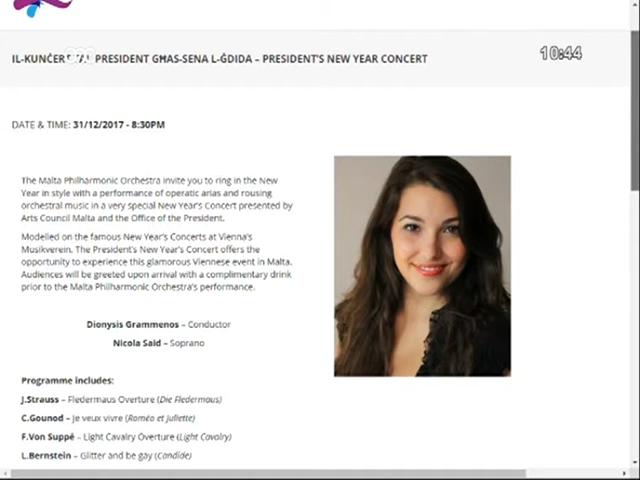 IL-KUNĊERT TAL-PRESIDENT GĦAS-SENA L-ĠDIDA – PRESIDENT'S NEW YEAR CONCERT
10:44
DATE & TIME: 31/12/2017 - 8:30PM
The Malta Philharmonic Orchestra invite you to ring in the New
Year in style with a performance of operatic arias and rousing
orchestral music in a very special New Year's Concert presented by
Arts Council Malta and the Office of the President.
Modelled on the famous New Year's Concerts at Vienna's
Musikverein, The President's New Year's Concert offers the
opportunity to experience this glamorous Viennese event in Malta.
Audiences will be greeted upon arrival with a complimentary drink
prior to the Malta Philharmonic Orchestra's performance.
Dionysis Grammenos – Conductor
Nicola Said – Soprano
Programme includes:
J.Strauss – Fledermaus Overture (Die Fledermaus)
C.Gounod – Je veux vivre (Roméo et Juliette)
F.Von Suppé – Light Cavalry Overture (Light Cavalry)
L.Bernstein – Glitter and be gay (Candide)